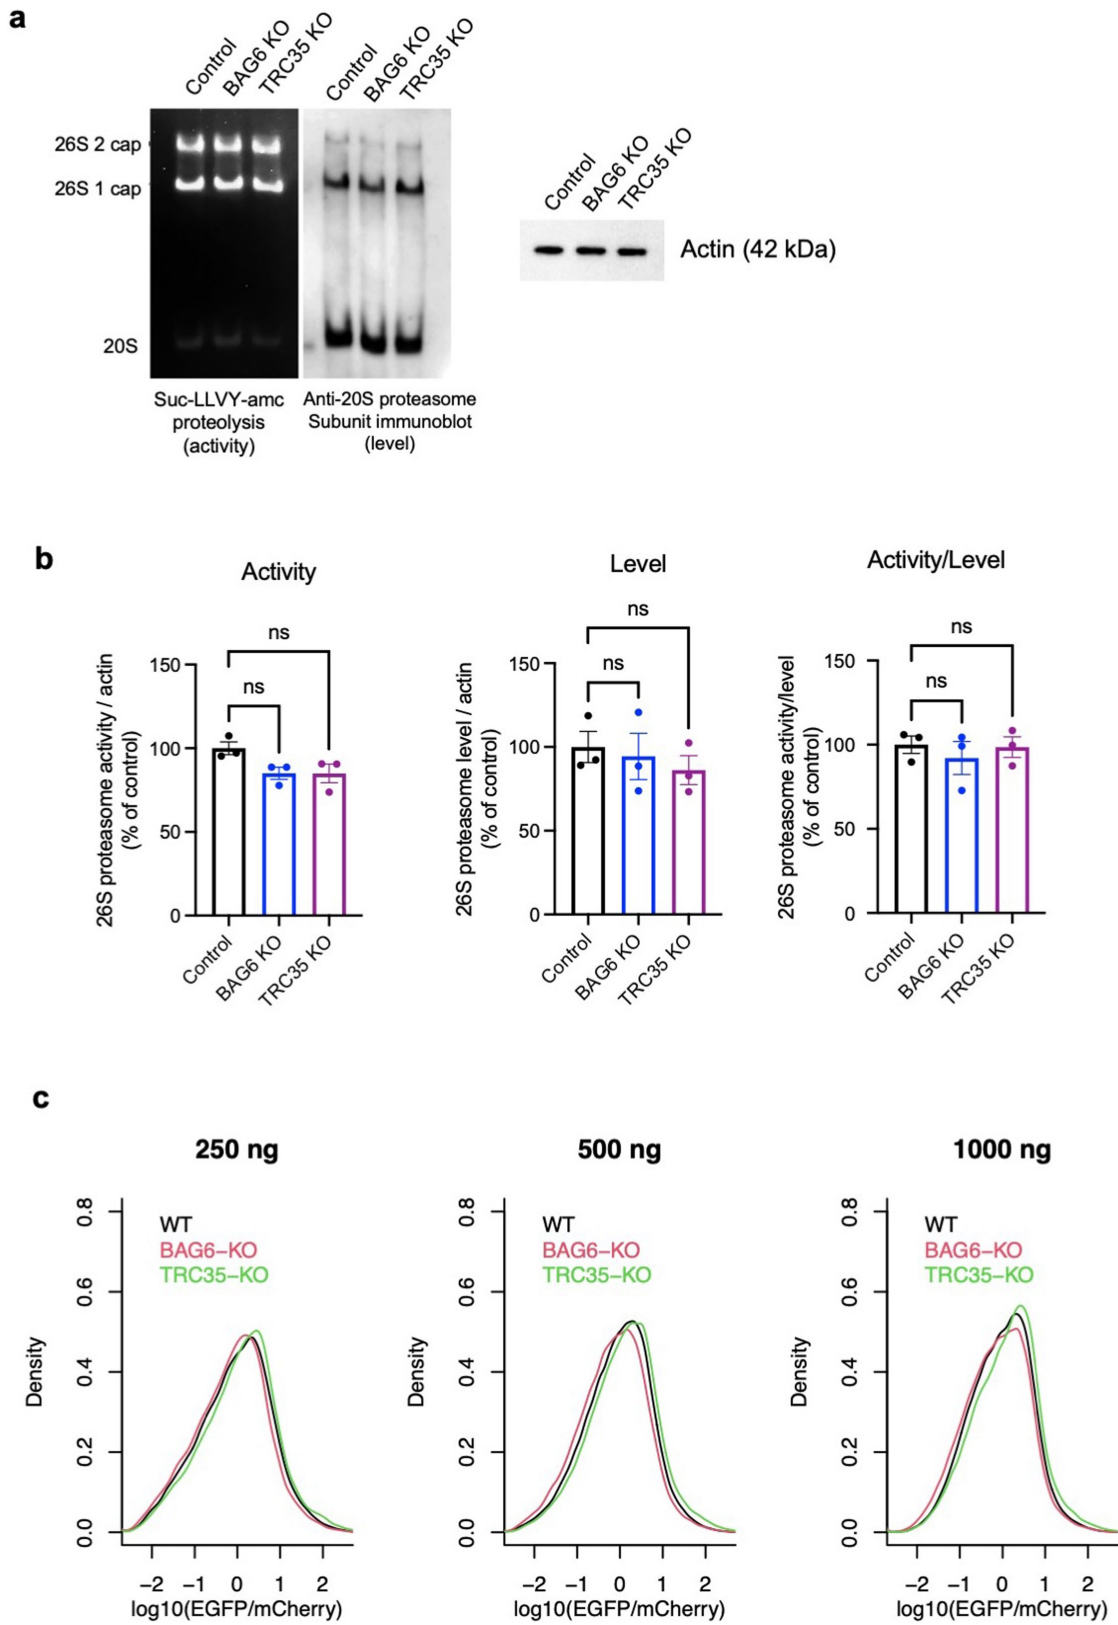 a
Control
BAG6 KO
TRC35 KO
Control
BAG6 KO
TRC35 KO
26S 2 cap
26S 1 cap
20S
Suc-LLVY-amc
proteolysis
(activity)
Anti-20S proteasome
Subunit immunoblot
(level)
Control
BAG6 KO
TRC35 KO
Actin (42 kDa)
b
Activity
ns
ns
150
100
50
0
26S proteasome activity / actin
(% of control)
Control
BAG6 KO
TRC35 KO
Level
ns
ns
150
100
50
0
26S proteasome level / actin
(% of control)
Control
BAG6 KO
TRC35 KO
Activity/Level
ns
ns
150
100
50
0
26S proteasome activity/level
(% of control)
Control
BAG6 KO
TRC35 KO
c
250 ng
WT
BAG6−KO
TRC35−KO
0.8
0.6
0.4
0.2
0.0
Density
−2 −1 0 1 2
log10(EGFP/mCherry)
500 ng
WT
BAG6−KO
TRC35−KO
0.8
0.6
0.4
0.2
0.0
Density
−2 −1 0 1 2
log10(EGFP/mCherry)
1000 ng
WT
BAG6−KO
TRC35−KO
0.8
0.6
0.4
0.2
0.0
Density
−2 −1 0 1 2
log10(EGFP/mCherry)